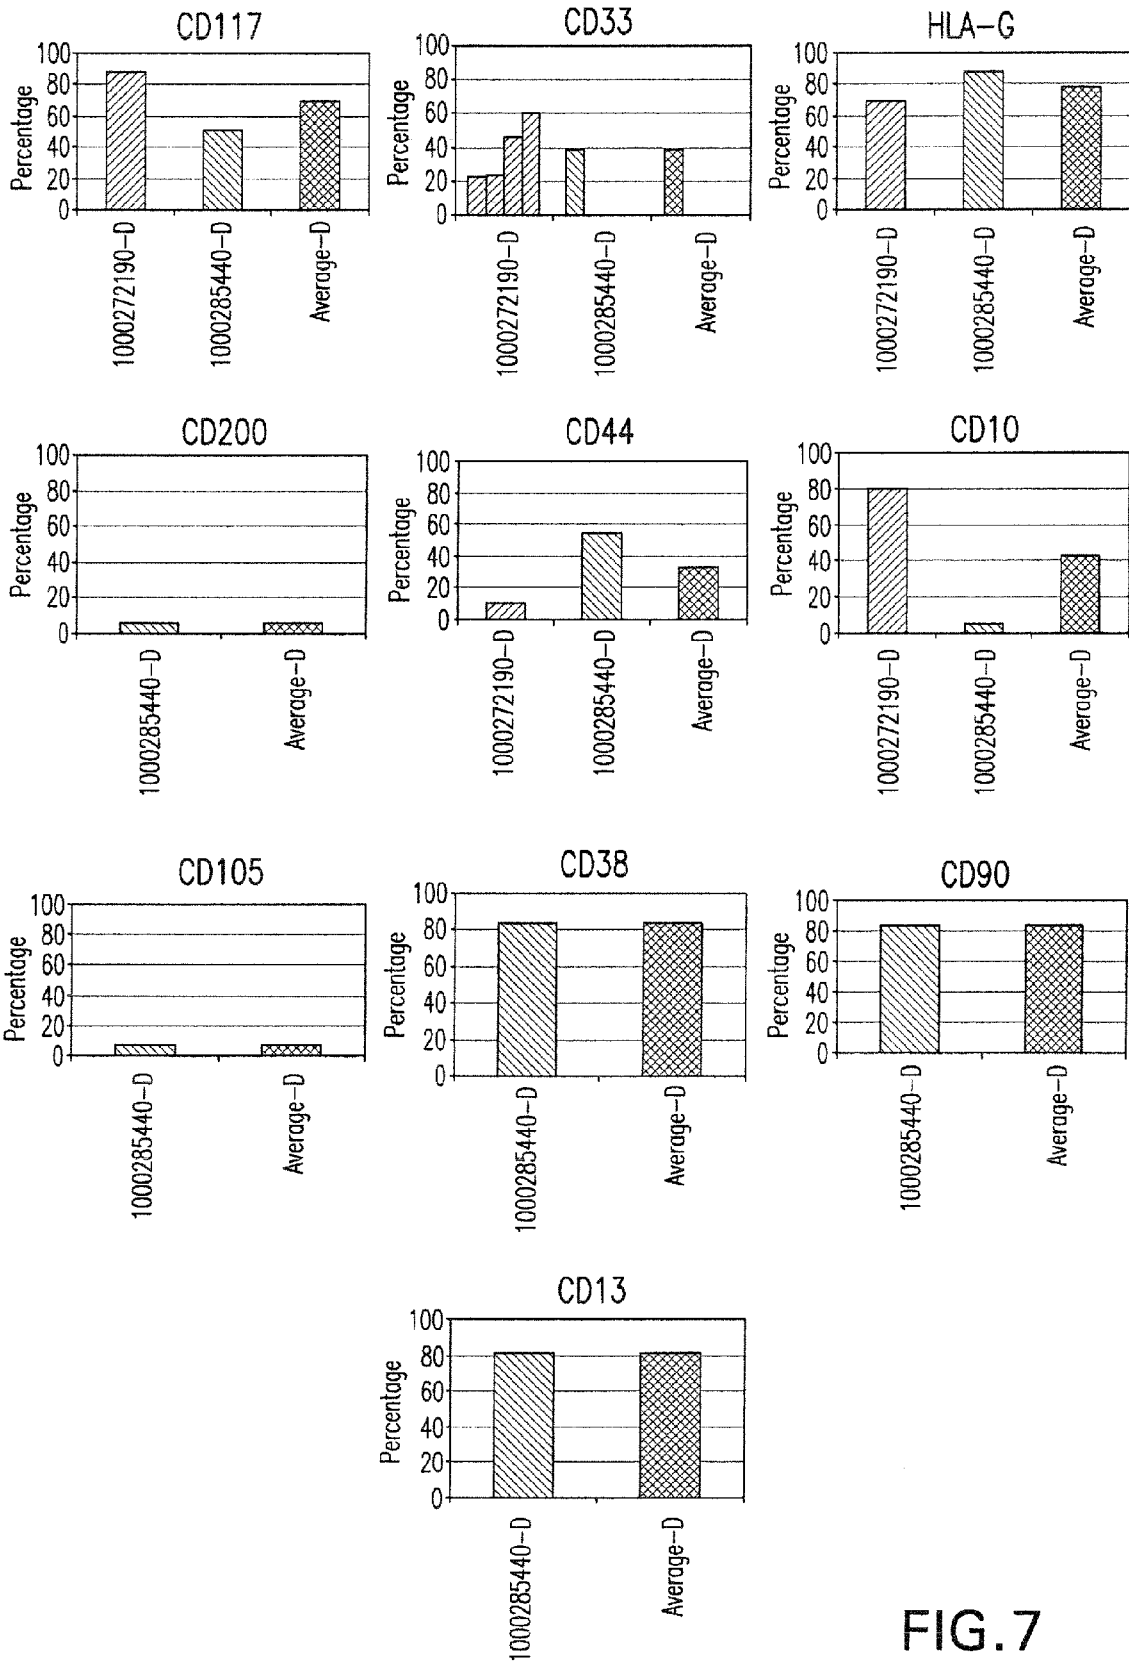 CD117
Percentage
100
80
60
40
20
0
1000272190-D
1000285440-D
Average-D
CD33
Percentage
100
80
60
40
20
0
1000272190-D
1000285440-D
Average-D
HLA-G
Percentage
100
80
60
40
20
0
1000272190-D
1000285440-D
Average-D
CD200
Percentage
100
80
60
40
20
0
1000285440-D
Average-D
CD44
Percentage
100
80
60
40
20
0
1000272190-D
1000285440-D
Average-D
CD10
Percentage
100
80
60
40
20
0
1000272190-D
1000285440-D
Average-D
CD105
Percentage
100
80
60
40
20
0
1000285440-D
Average-D
CD38
Percentage
100
80
60
40
20
0
1000285440-D
Average-D
CD90
Percentage
100
80
60
40
20
0
1000285440-D
Average-D
CD13
Percentage
100
80
60
40
20
0
1000285440-D
Average-D
FIG.7